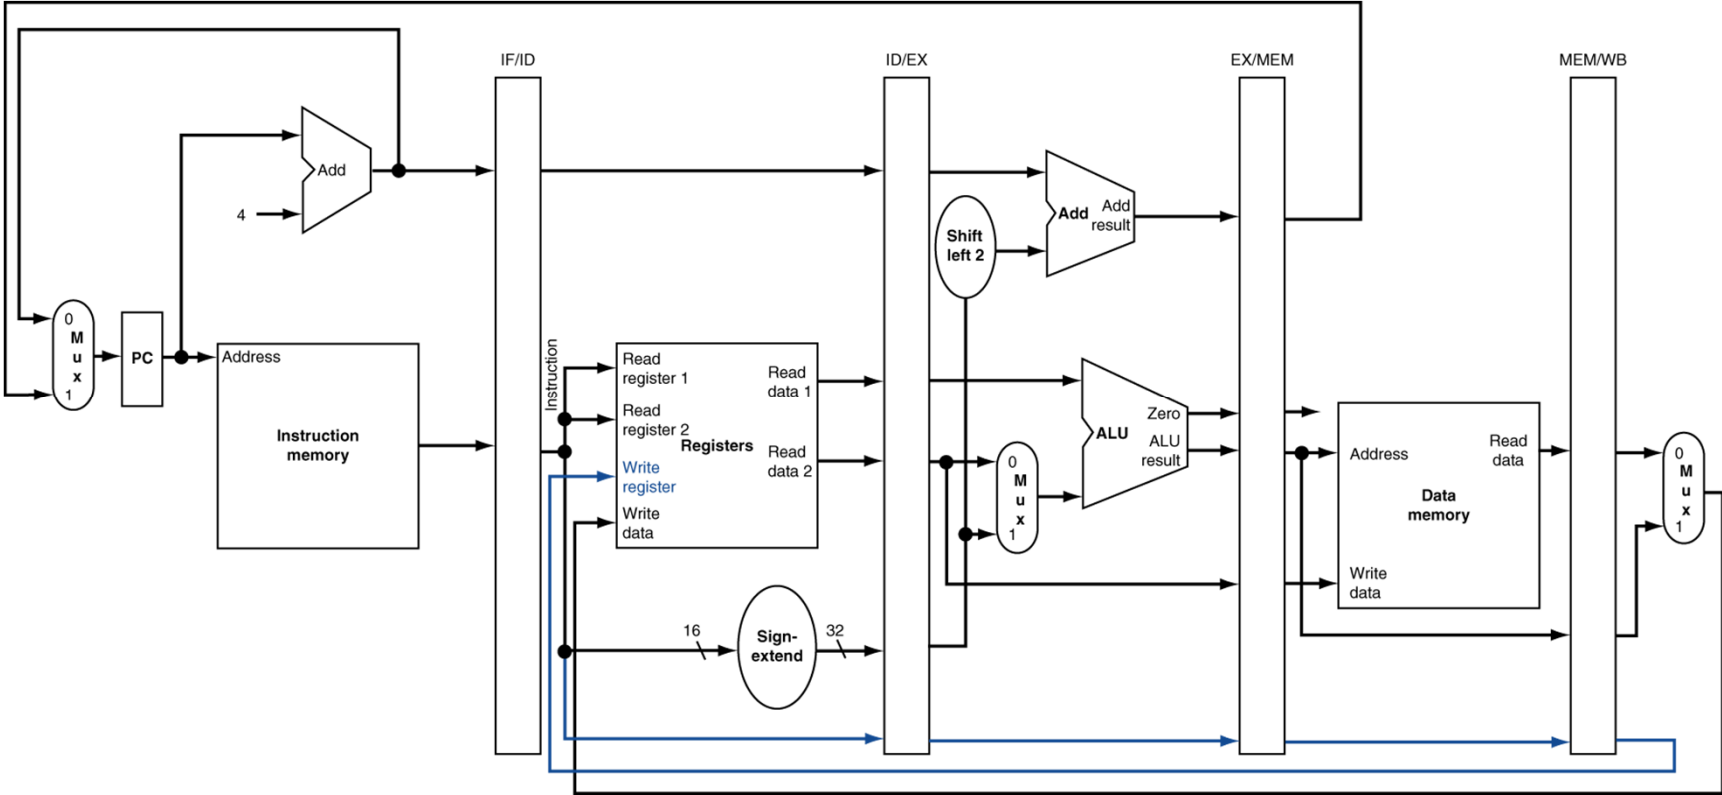 IF/ID
ID/EX
EX/MEM
MEM/WB
Add
4
Add
Add
result
Shift
left 2
0
M
u
x
1
PC
Address
Instruction
memory
Instruction
Read
register 1
Read
register 2
Registers
Write
register
Write
data
Read
data 1
Read
data 2
16
Sign-
extend
32
0
M
u
x
1
Zero
ALU
ALU
result
Address
Read
data
Data
memory
Write
data
0
M
u
x
1